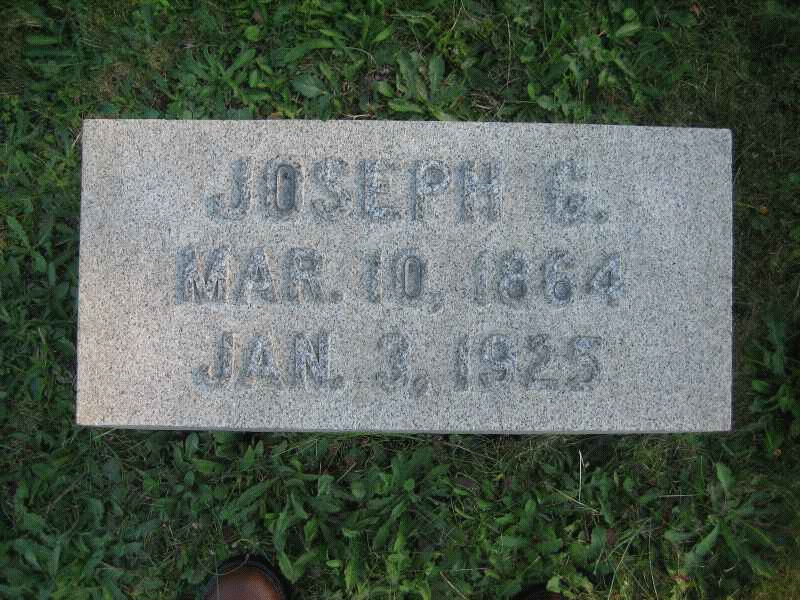 JOSEPH G.
MAR. 10, 1864
JAN. 3, 1925